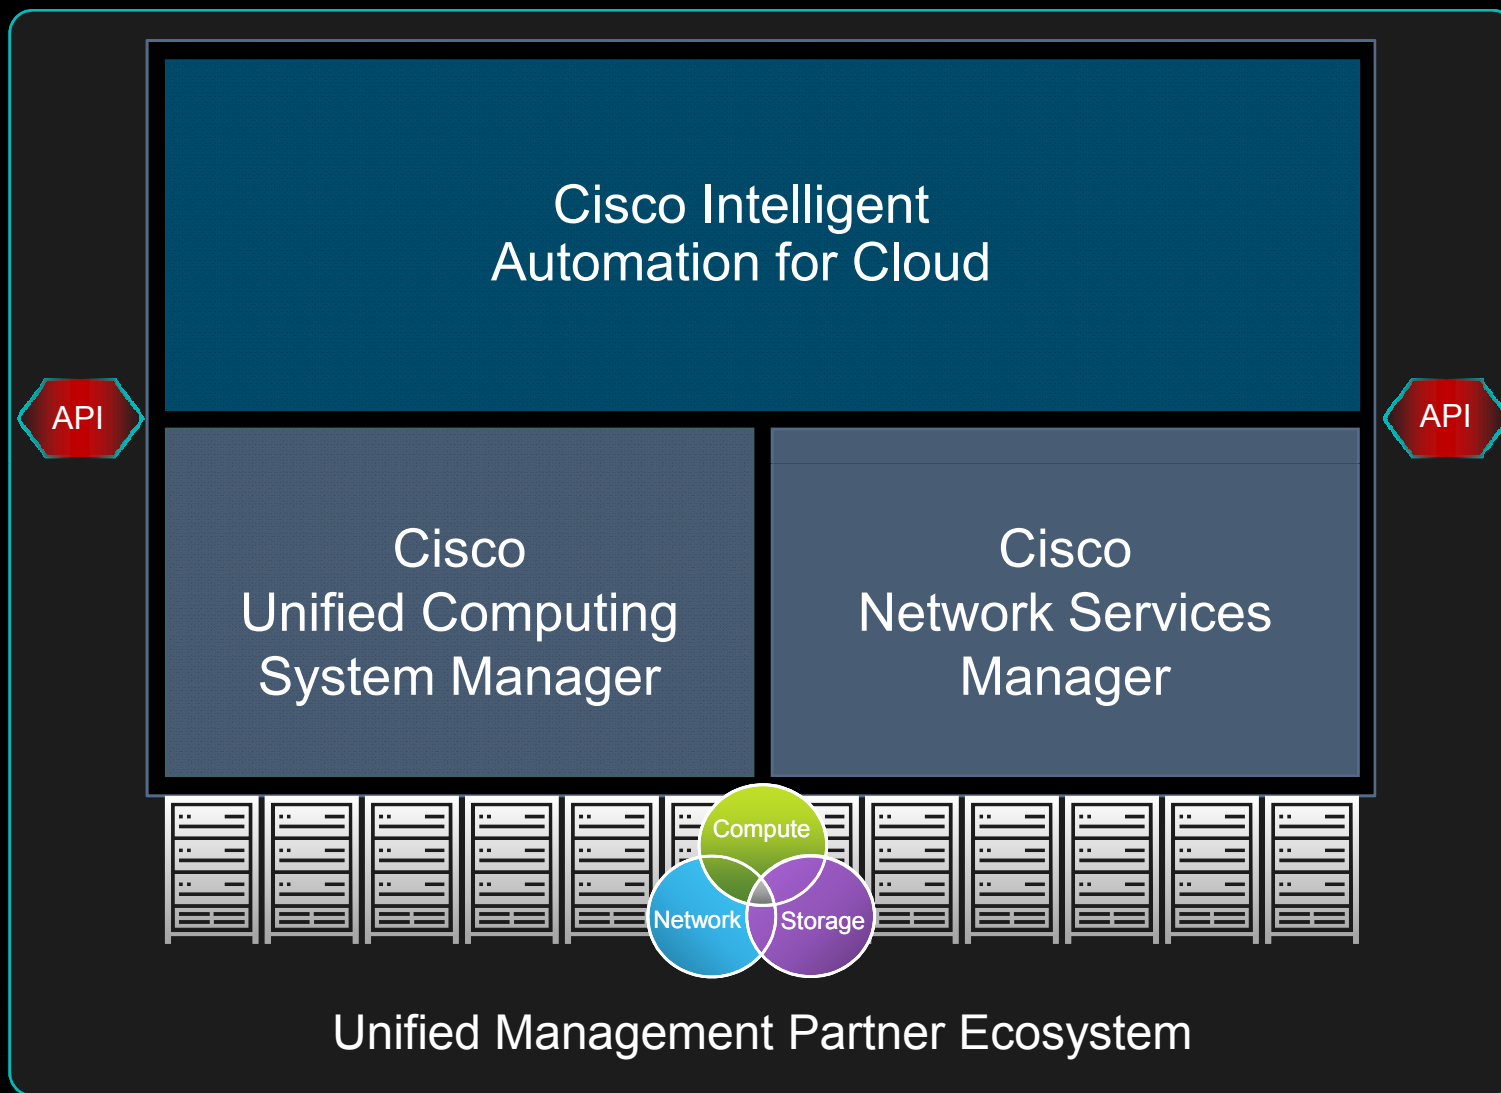 Cisco Intelligent
Automation for Cloud
API
API
Cisco
Unified Computing
System Manager
Cisco
Network Services
Manager
Compute
Network
Storage
Unified Management Partner Ecosystem